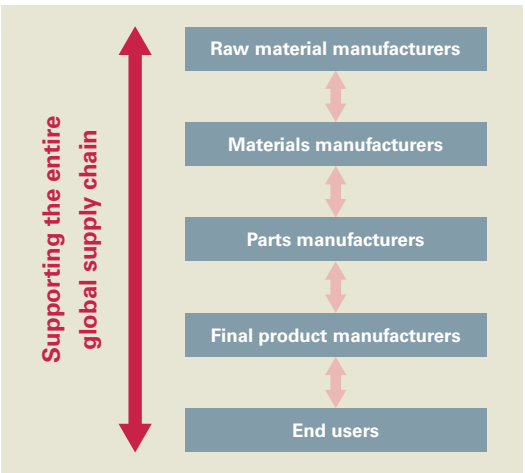 Supporting the entire
global supply chain
Raw material manufacturers
Materials manufacturers
Parts manufacturers
Final product manufacturers
End users